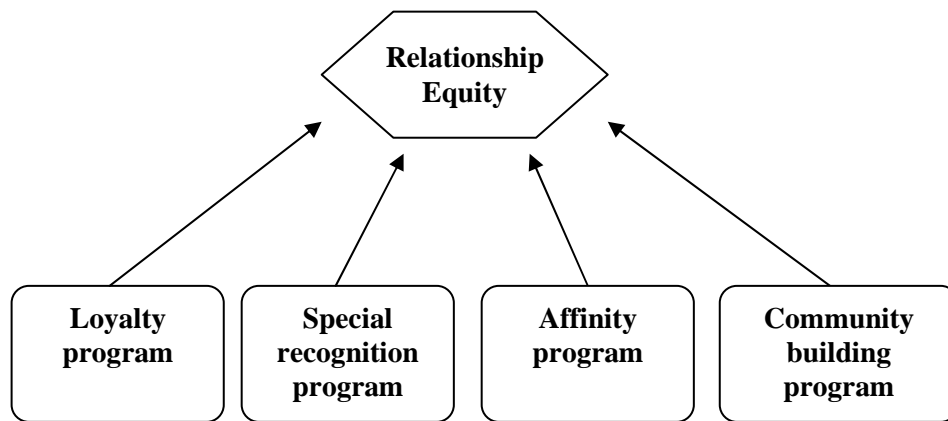 Relationship
Equity
Loyalty
program
Special
recognition
program
Affinity
program
Community
building
program